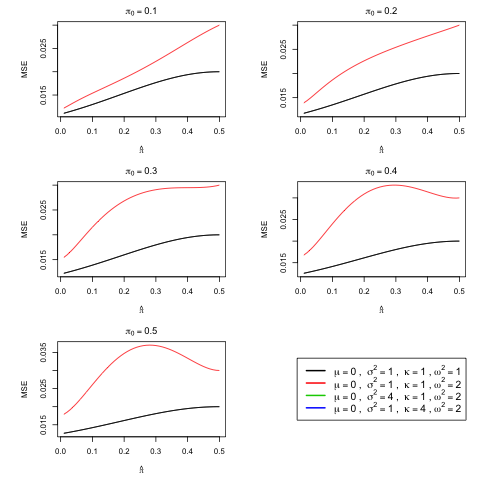 π₀ = 0.1
MSE
0.015 0.025
0.0 0.1 0.2 0.3 0.4 0.5
π̂
π₀ = 0.2
MSE
0.015 0.025
0.0 0.1 0.2 0.3 0.4 0.5
π̂
π₀ = 0.3
MSE
0.015 0.025
0.0 0.1 0.2 0.3 0.4 0.5
π̂
π₀ = 0.4
MSE
0.015 0.025
0.0 0.1 0.2 0.3 0.4 0.5
π̂
π₀ = 0.5
MSE
0.015 0.025 0.035
0.0 0.1 0.2 0.3 0.4 0.5
π̂
μ = 0 , σ² = 1 , κ = 1 , ω² = 1
μ = 0 , σ² = 1 , κ = 1 , ω² = 2
μ = 0 , σ² = 4 , κ = 1 , ω² = 2
μ = 0 , σ² = 1 , κ = 4 , ω² = 2